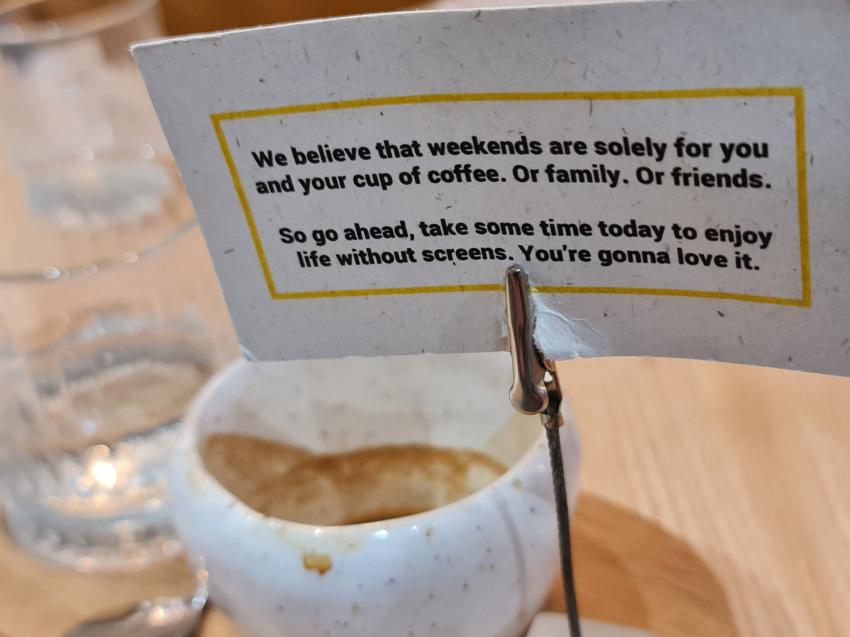 We believe that weekends are solely for you
and your cup of coffee. Or family. Or friends.
So go ahead, take some time today to enjoy
life without screens. You're gonna love it.